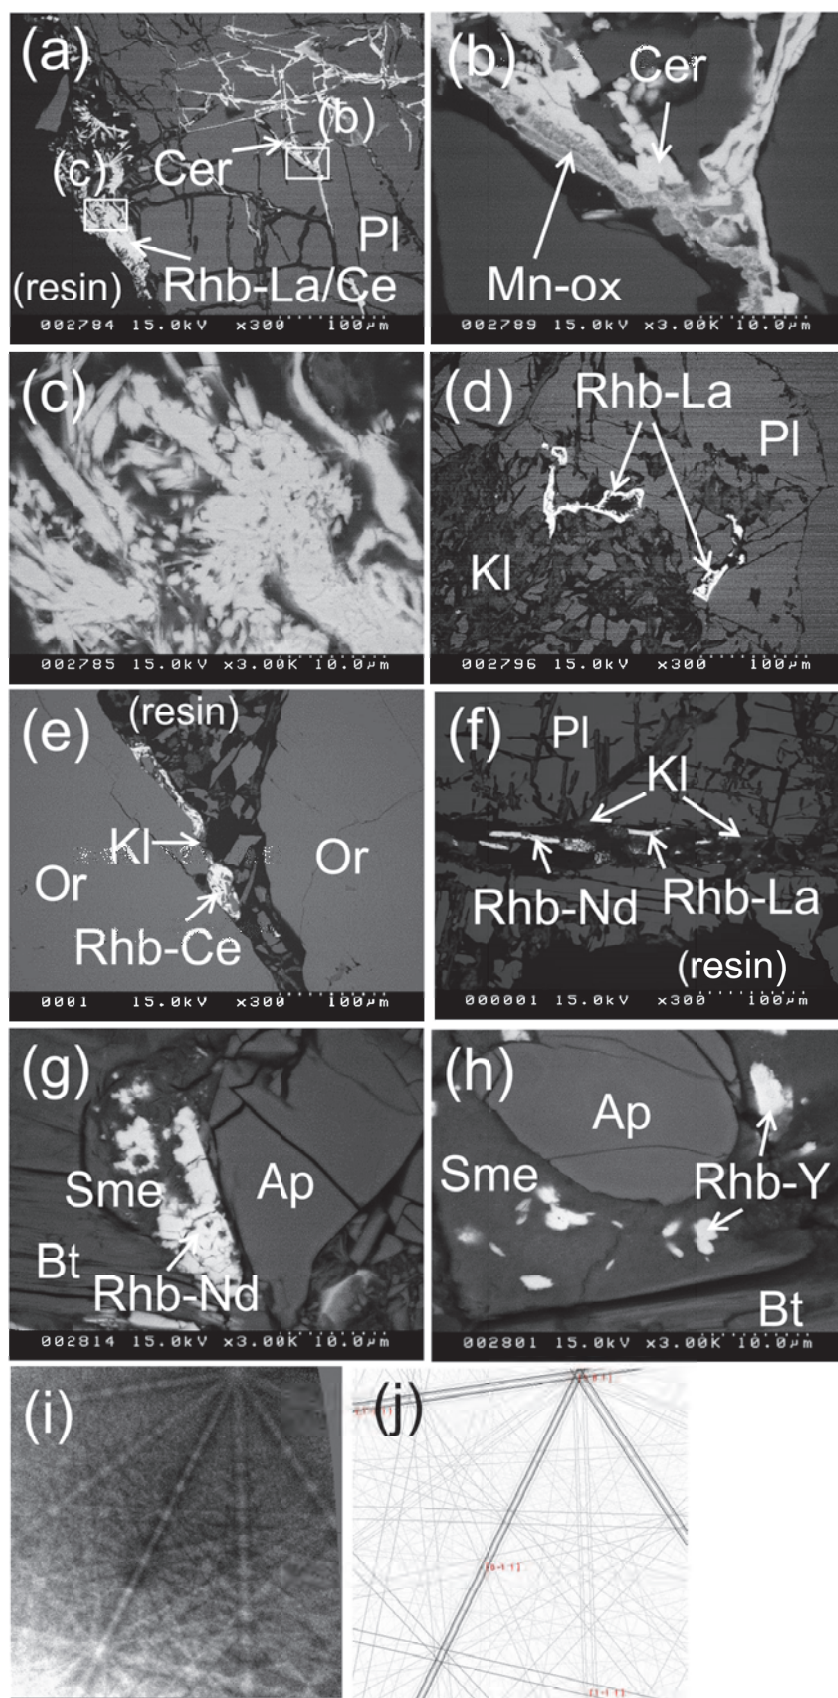 (a)
(b)
Cer
(c)
Pl
(resin)
Rhb-La/Ce
002784 15.0kV x300 100μm
(b)
Cer
Mn-ox
002789 15.0kV x3.00K 10.0μm
(c)
002785 15.0kV x3.00K 10.0μm
(d)
Rhb-La
Pl
Kl
002796 15.0kV x300 100μm
(e)
(resin)
Kl
Or
Or
Rhb-Ce
0001 15.0kV x300 100μm
(f)
Pl
Kl
Rhb-Nd
Rhb-La
(resin)
000001 15.0kV x300 100μm
(g)
Sme
Ap
Bt
Rhb-Nd
002814 15.0kV x3.00K 10.0μm
(h)
Ap
Sme
Rhb-Y
Bt
002801 15.0kV x3.00K 10.0μm
(i)
(j)
[0 -1 1]